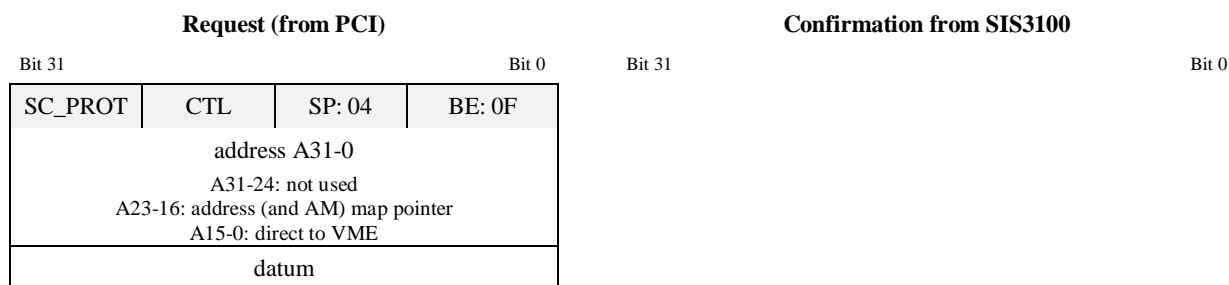 Request (from PCI)
Confirmation from SIS3100
Bit 31 Bit 0
Bit 31 Bit 0
SC_PROT CTL SP: 04 BE: 0F
address A31-0
A31-24: not used
A23-16: address (and AM) map pointer
A15-0: direct to VME
datum